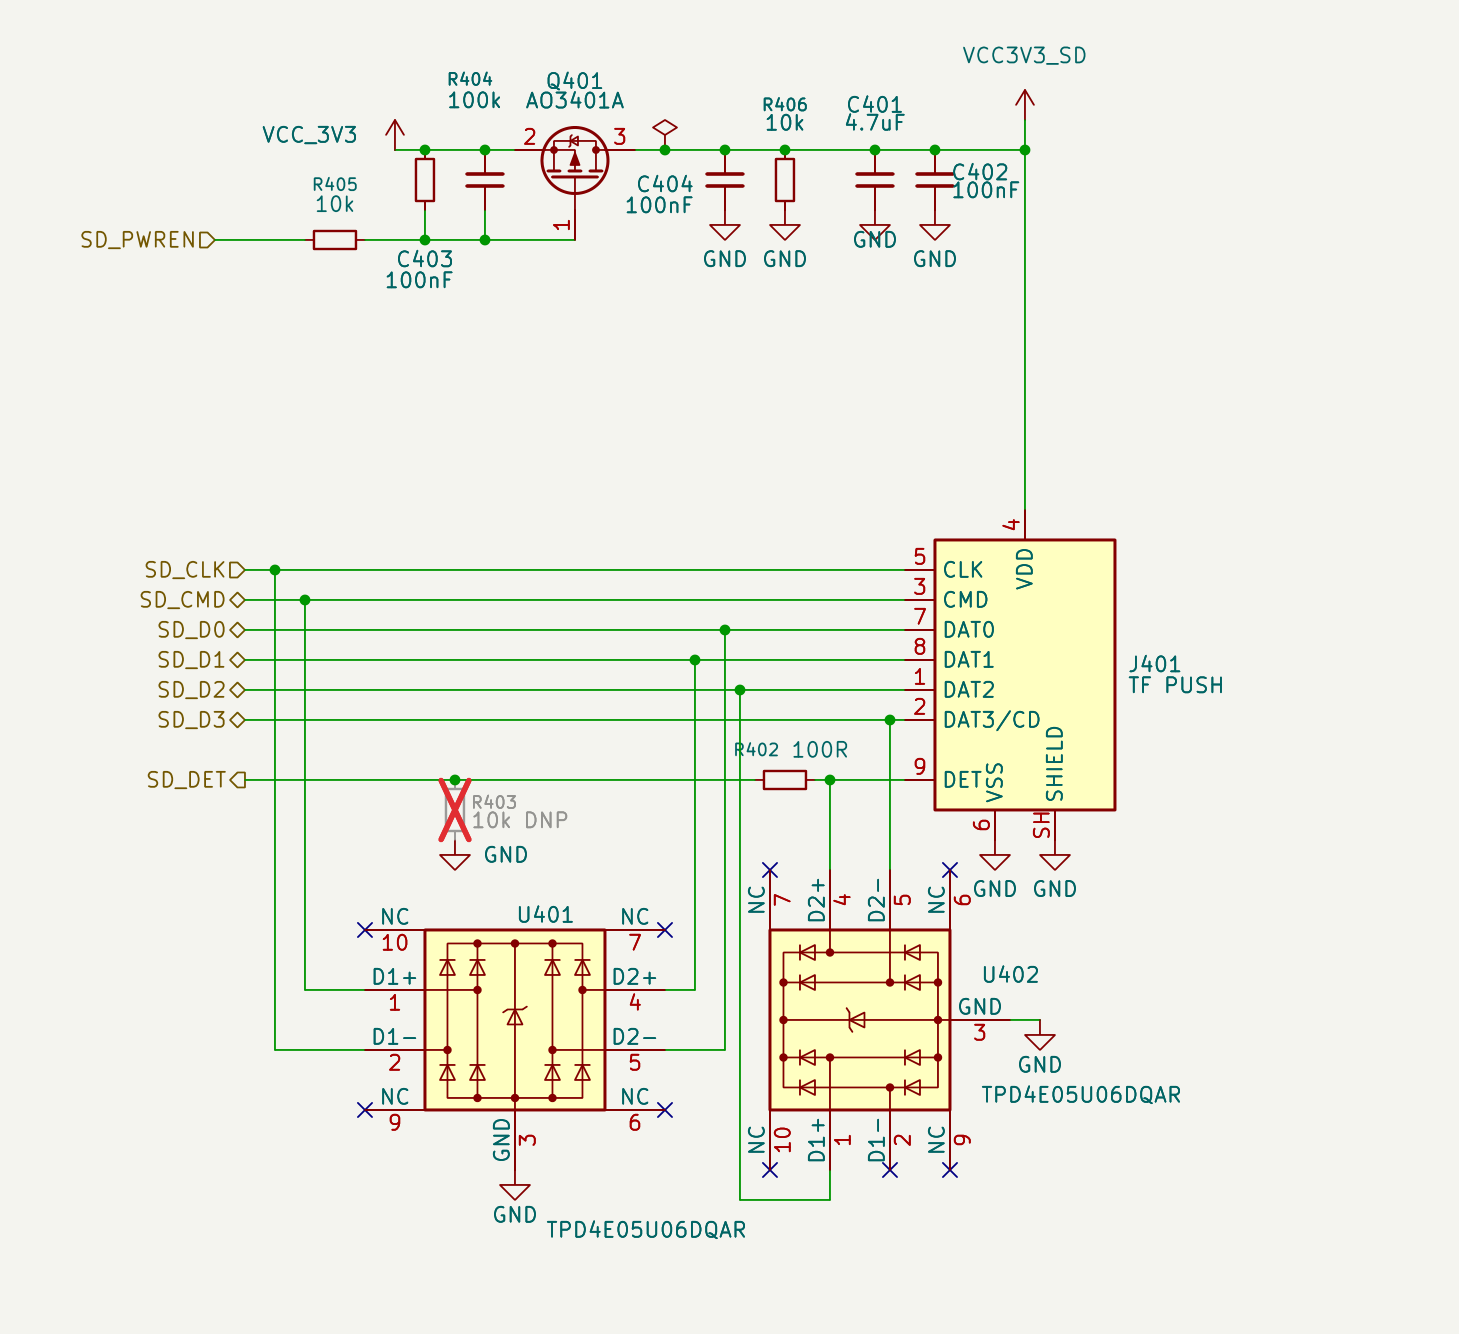 VCC3V3_SD
R404
100k
Q401
AO3401A
R406
10k
C401
4.7uF
VCC_3V3
2
3
R405
10k
C404
100nF
C402
100nF
1
SD_PWREN
C403
100nF
GND
GND
GND
GND
4
VDD
SD_CLK
5
CLK
SD_CMD
3
CMD
SD_D0
7
DAT0
SD_D1
8
DAT1
J401
TF PUSH
SD_D2
1
DAT2
SD_D3
2
DAT3/CD
R402 100R
SD_DET
9
DET
VSS
SHIELD
R403
10k DNP
GND
6
SH
GND
GND
NC
7
D2+
4
D2-
5
NC
6
U401
NC
10
NC
7
D1+
1
D2+
4
D1-
2
D2-
5
NC
9
NC
6
GND
3
GND
TPD4E05U06DQAR
U402
GND
3
GND
TPD4E05U06DQAR
NC
10
D1+
1
D1-
2
NC
9